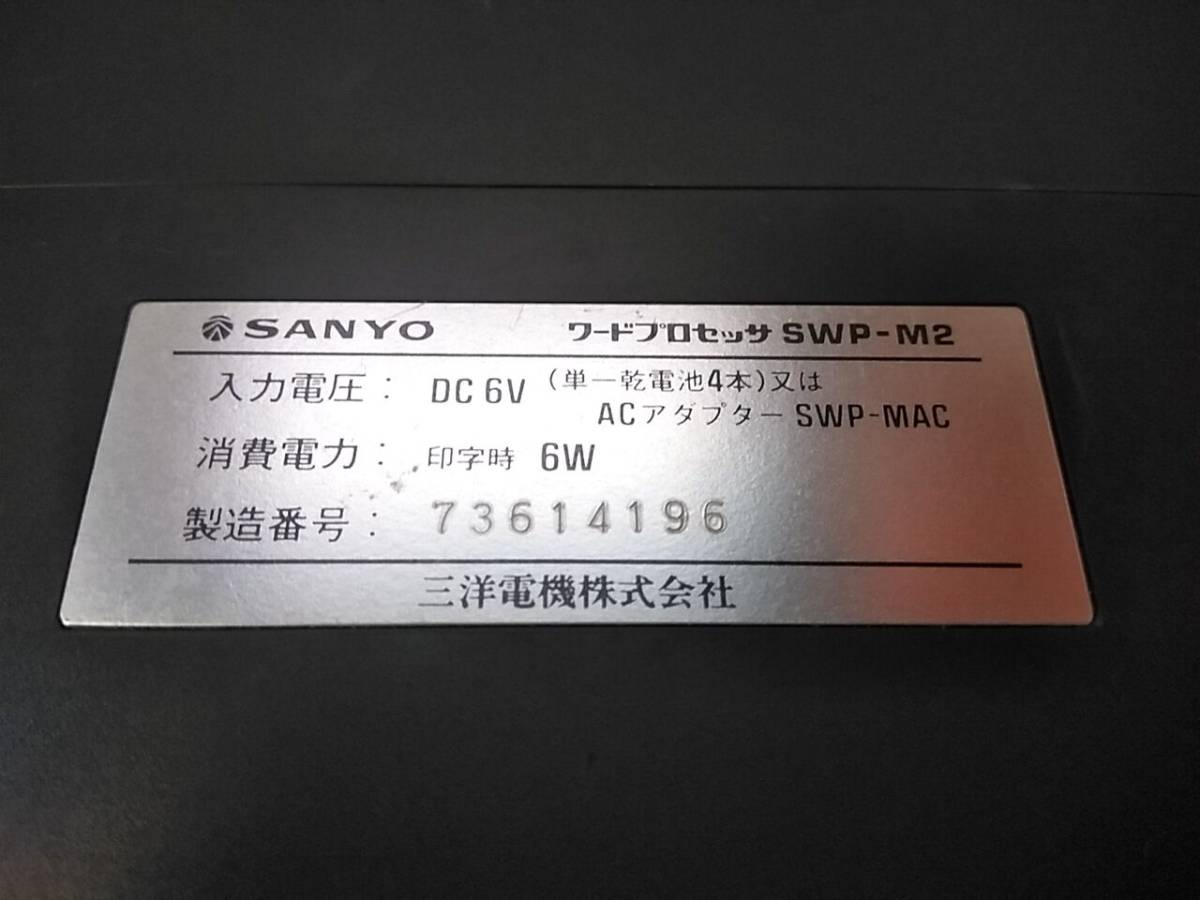 SANYO ワードプロセッサ SWP-M2
入力電圧： DC 6V （単一乾電池4本）又は
ACアダプター SWP-MAC
消費電力： 印字時 6W
製造番号： 73614196
三洋電機株式会社